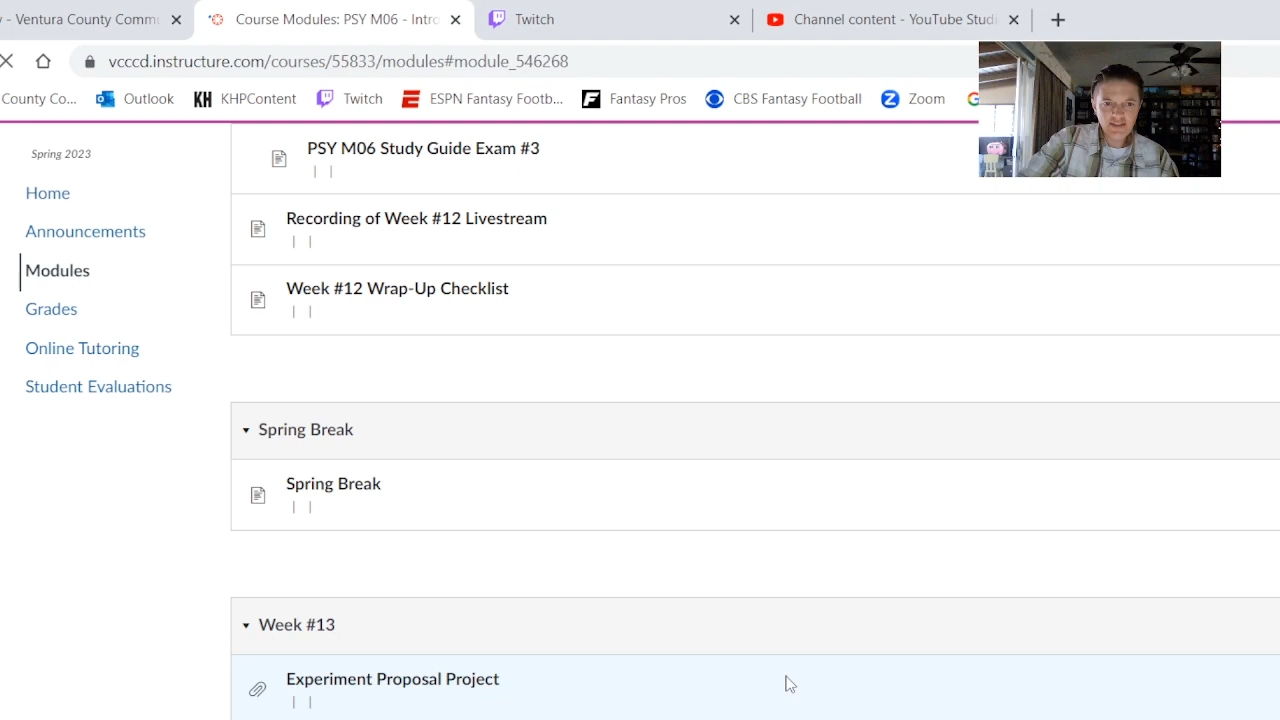 - Ventura County Commu
Course Modules: PSY M06 - Intro
Twitch
Channel content - YouTube Studi
vcccd.instructure.com/courses/55833/modules#module_546268
County Co...
Outlook
KH KHPContent
Twitch
ESPN Fantasy Footb...
Fantasy Pros
CBS Fantasy Football
Zoom
Spring 2023
Home
Announcements
Modules
Grades
Online Tutoring
Student Evaluations
PSY M06 Study Guide Exam #3
| |
Recording of Week #12 Livestream
| |
Week #12 Wrap-Up Checklist
| |
Spring Break
Spring Break
| |
Week #13
Experiment Proposal Project
| |